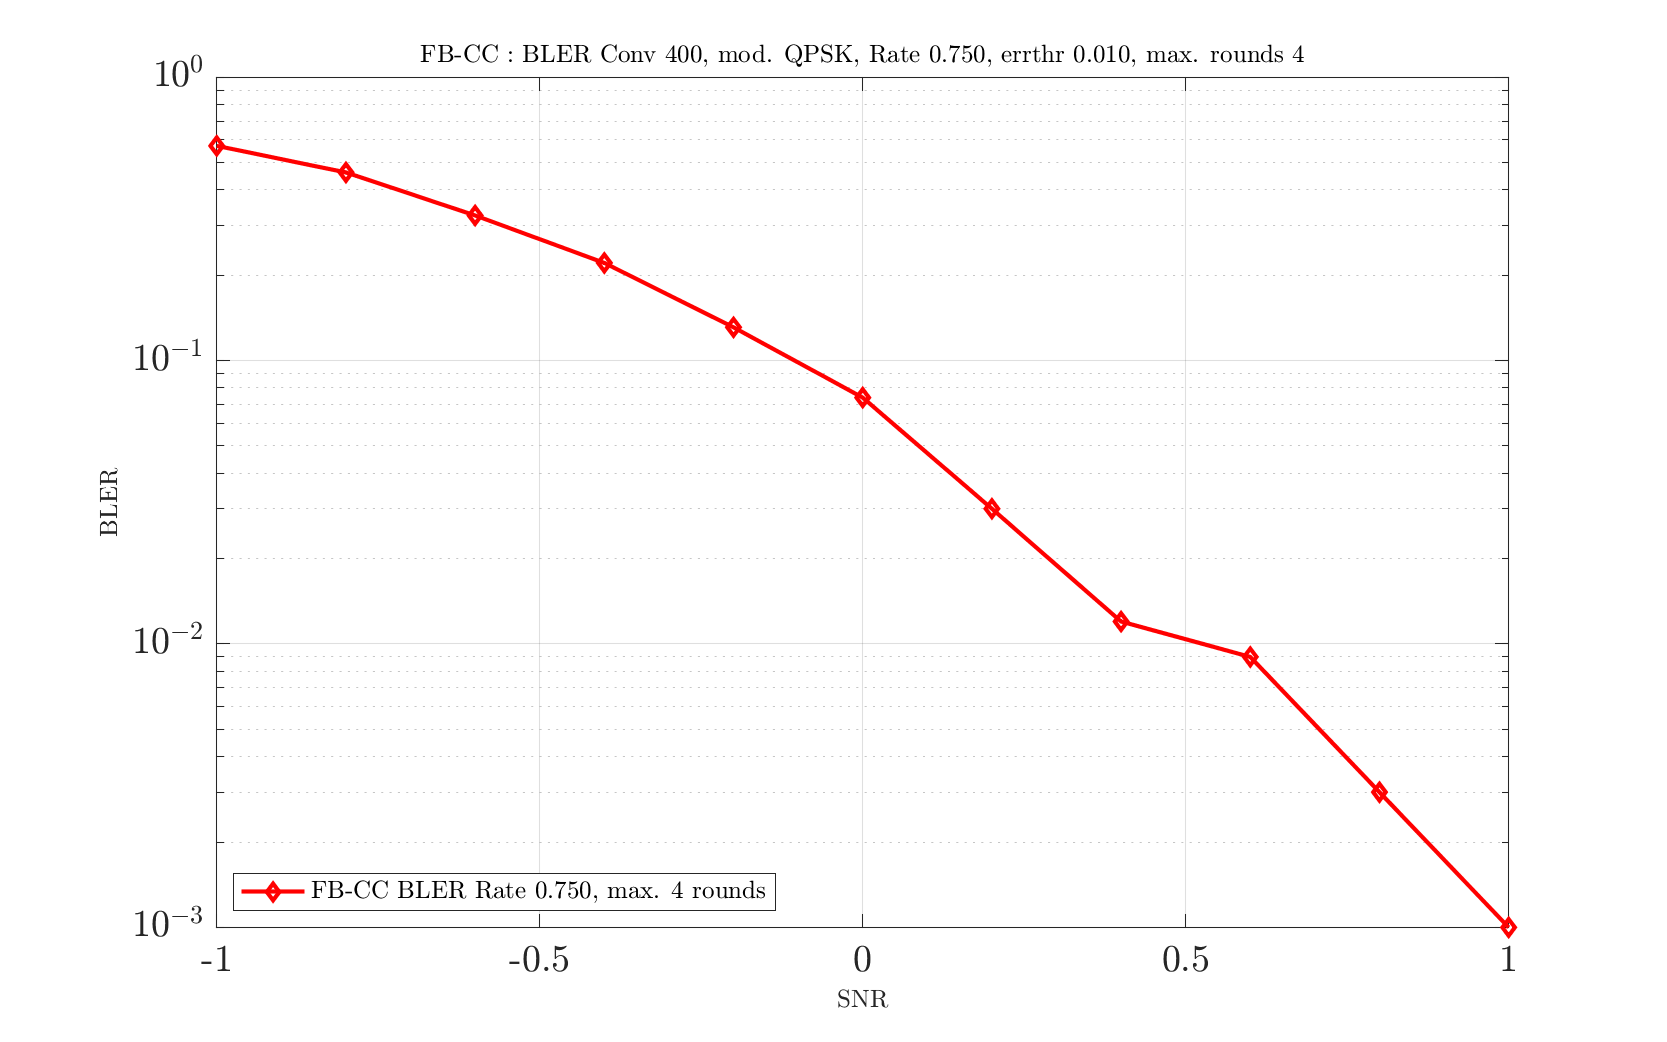 FB-CC : BLER Conv 400, mod. QPSK, Rate 0.750, errthr 0.010, max. rounds 4
10^0
10^-1
10^-2
10^-3
BLER
FB-CC BLER Rate 0.750, max. 4 rounds
-1 -0.5 0 0.5 1
SNR